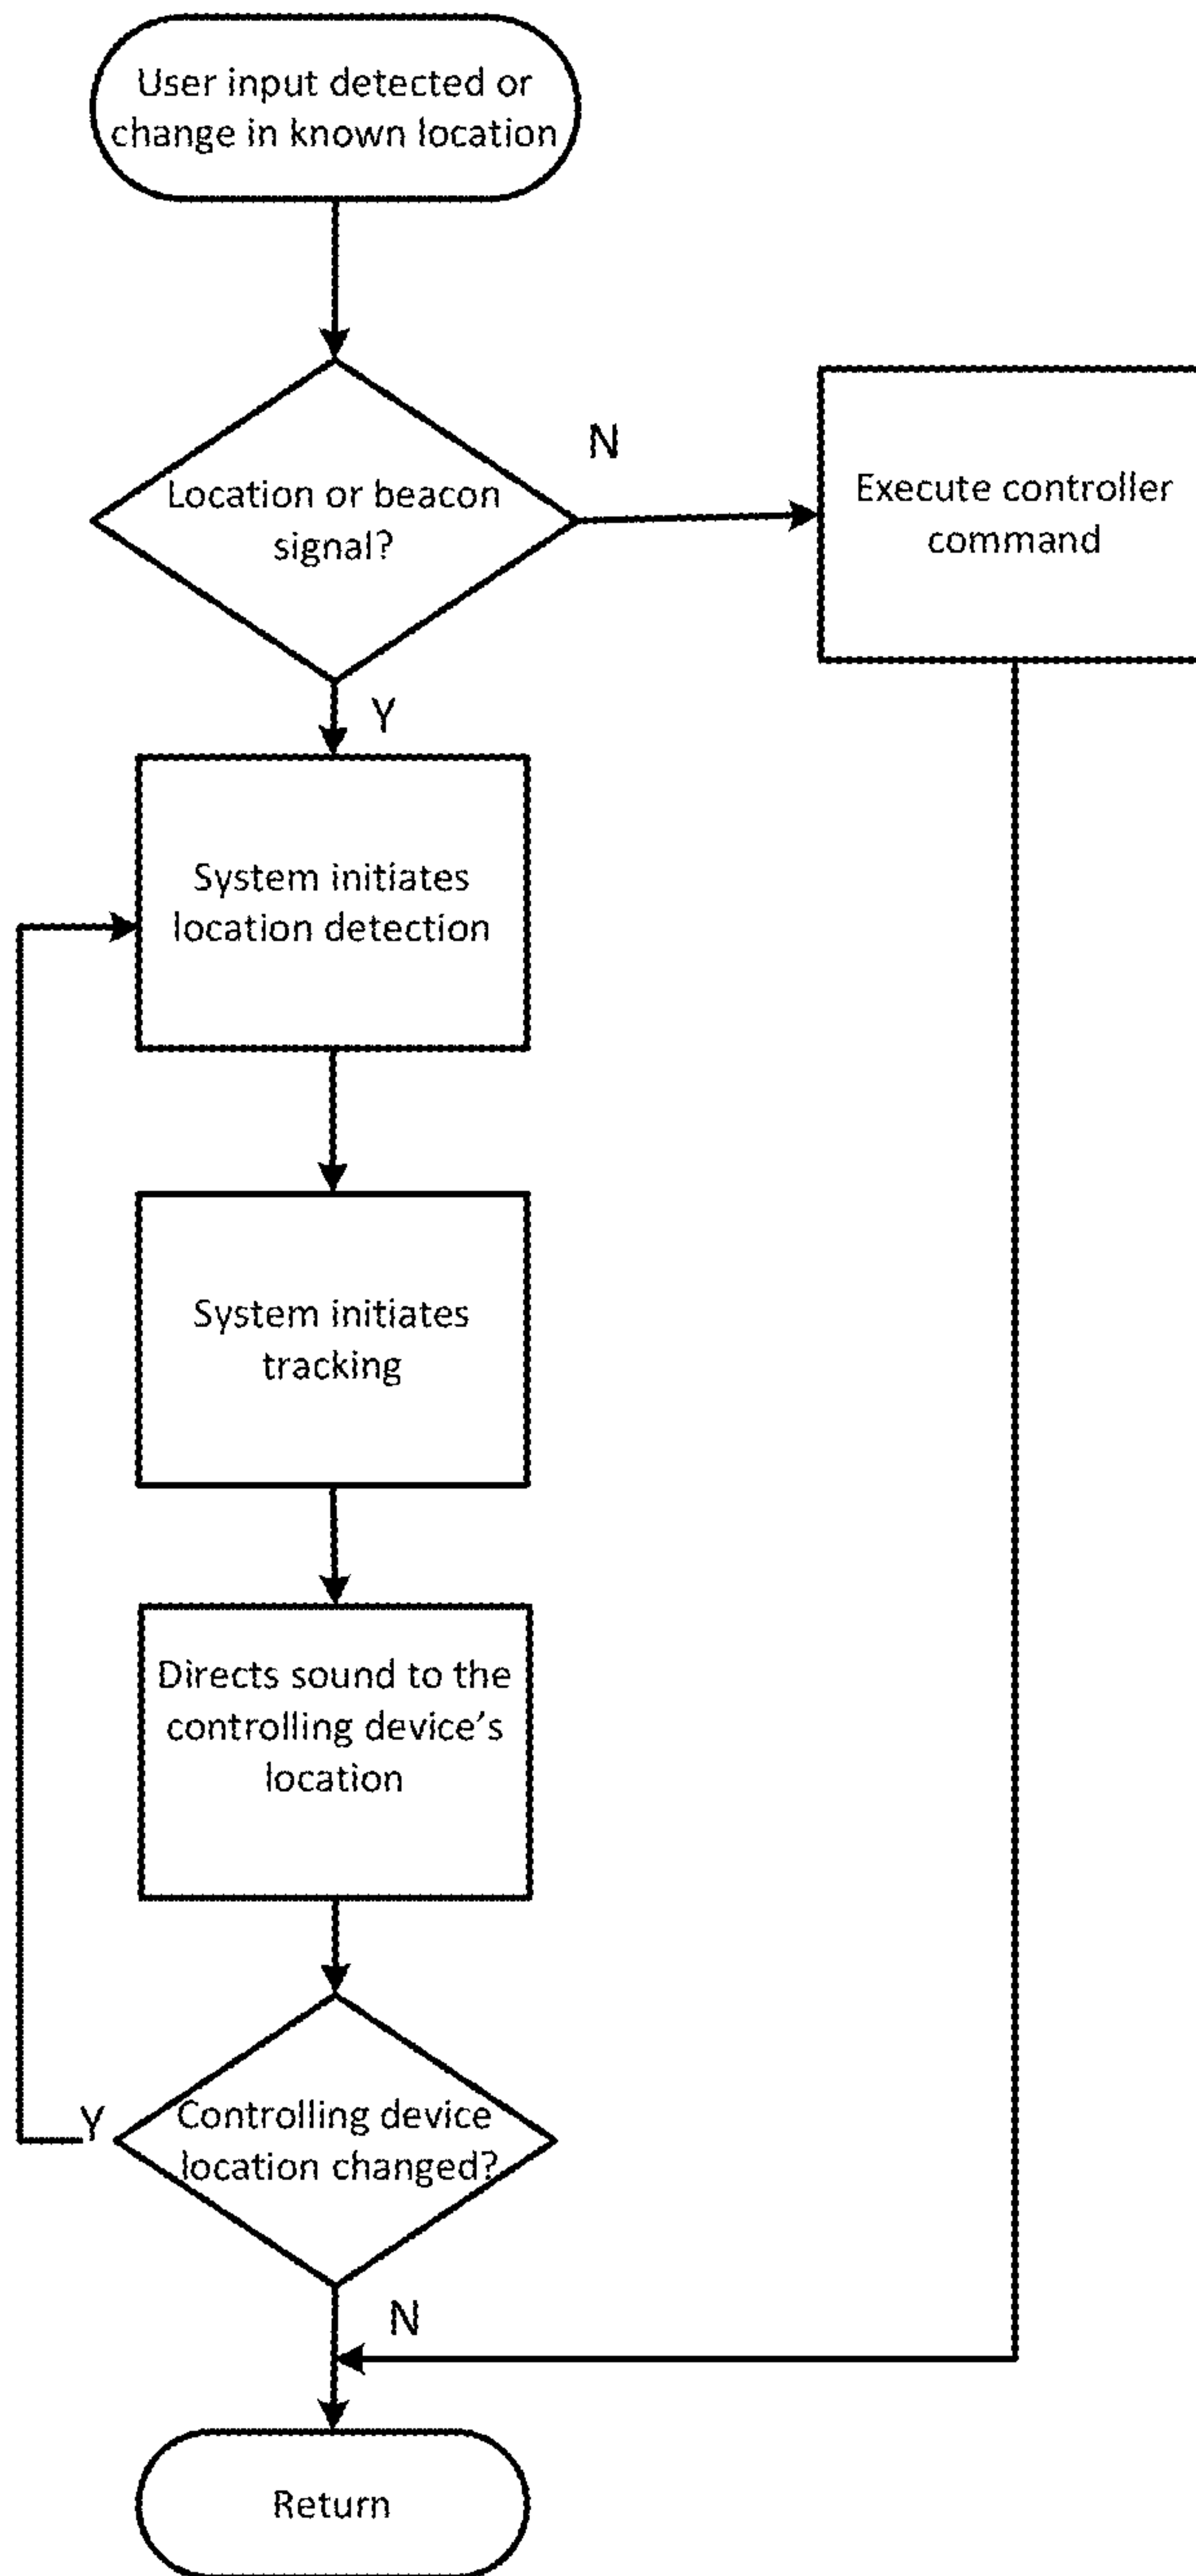 User input detected or
change in known location
N
Location or beacon
signal?
Execute controller
command
Y
System initiates
location detection
System initiates
tracking
Directs sound to the
controlling device's
location
Y
Controlling device
location changed?
N
Return